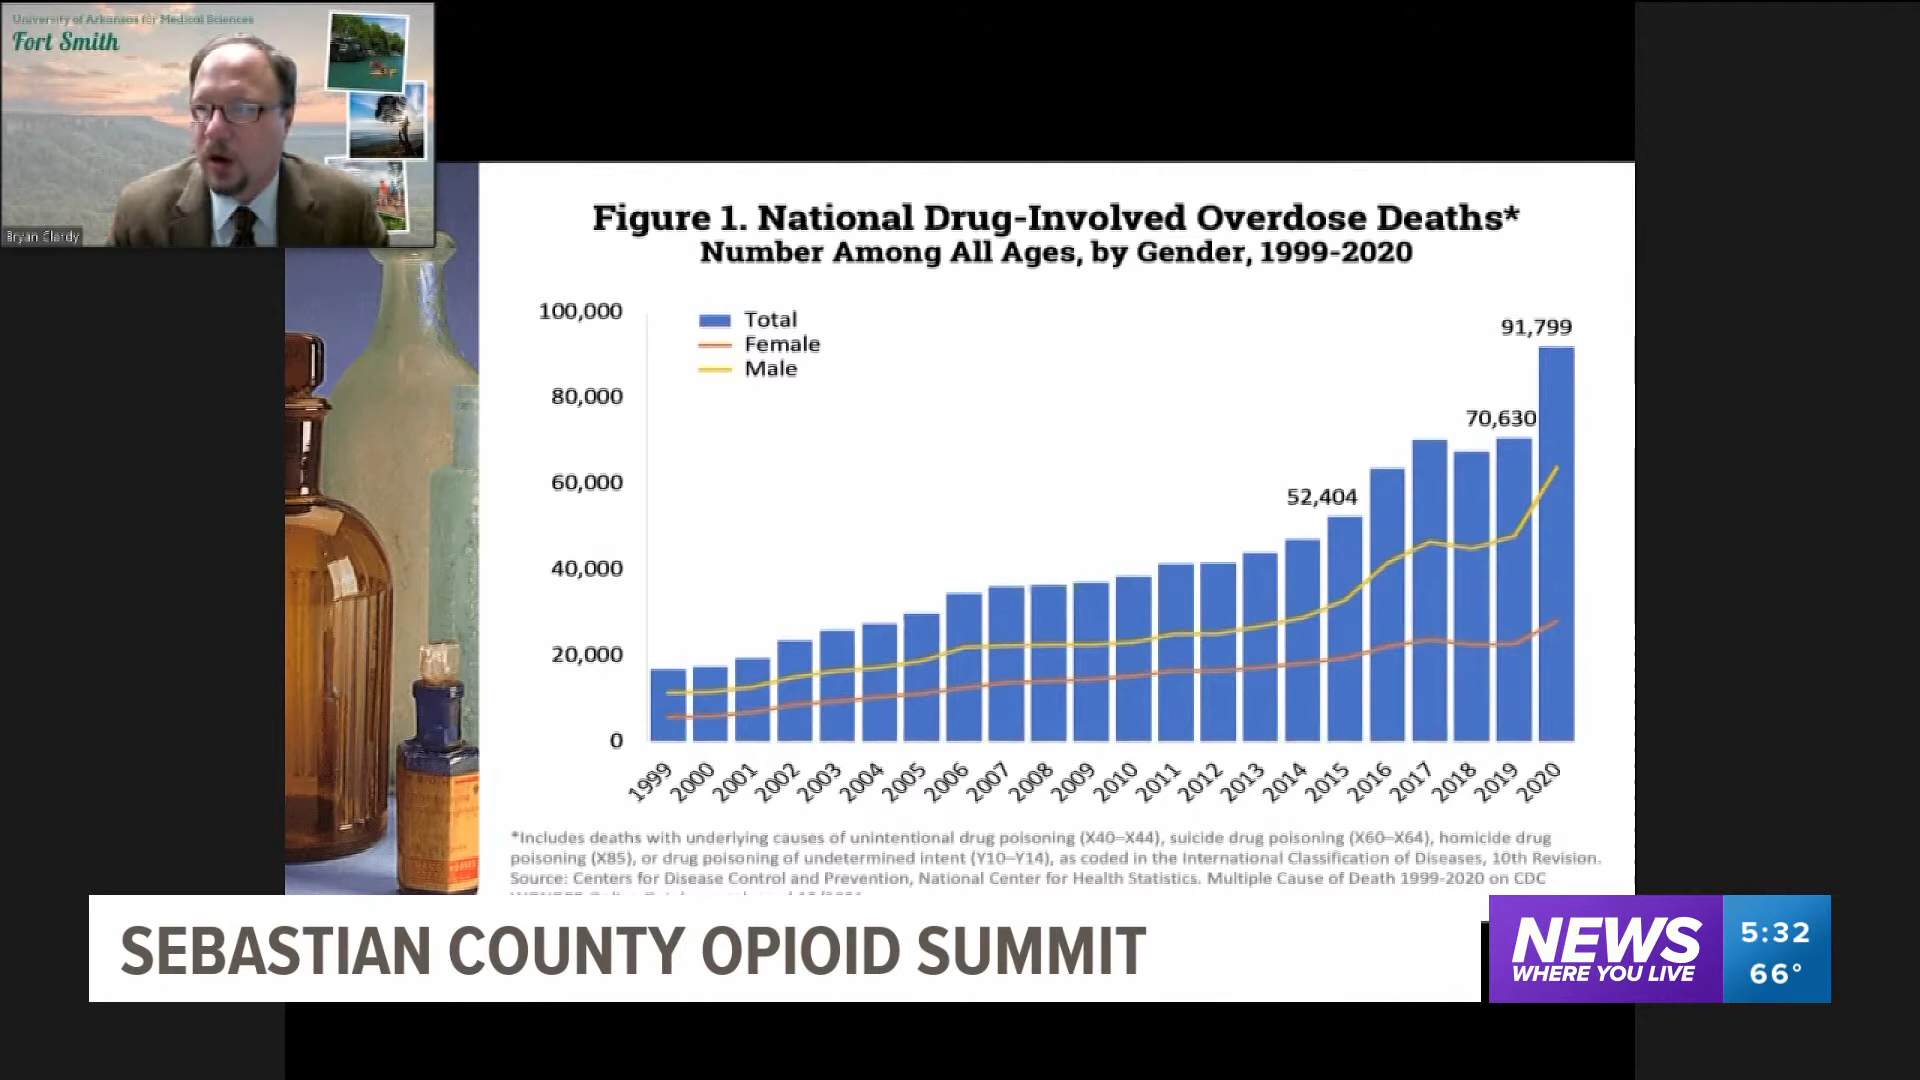 University of Arkansas for Medical Sciences
Fort Smith
Bryan Clardy
Figure 1. National Drug-Involved Overdose Deaths*
Number Among All Ages, by Gender, 1999-2020
100,000
80,000
60,000
40,000
20,000
0
Total
Female
Male
52,404
70,630
91,799
1999 2000 2001 2002 2003 2004 2005 2006 2007 2008 2009 2010 2011 2012 2013 2014 2015 2016 2017 2018 2019 2020
*Includes deaths with underlying causes of unintentional drug poisoning (X40–X44), suicide drug poisoning (X60–X64), homicide drug
poisoning (X85), or drug poisoning of undetermined intent (Y10–Y14), as coded in the International Classification of Diseases, 10th Revision.
Source: Centers for Disease Control and Prevention, National Center for Health Statistics. Multiple Cause of Death 1999-2020 on CDC
SEBASTIAN COUNTY OPIOID SUMMIT
NEWS
WHERE YOU LIVE
5:32
66°